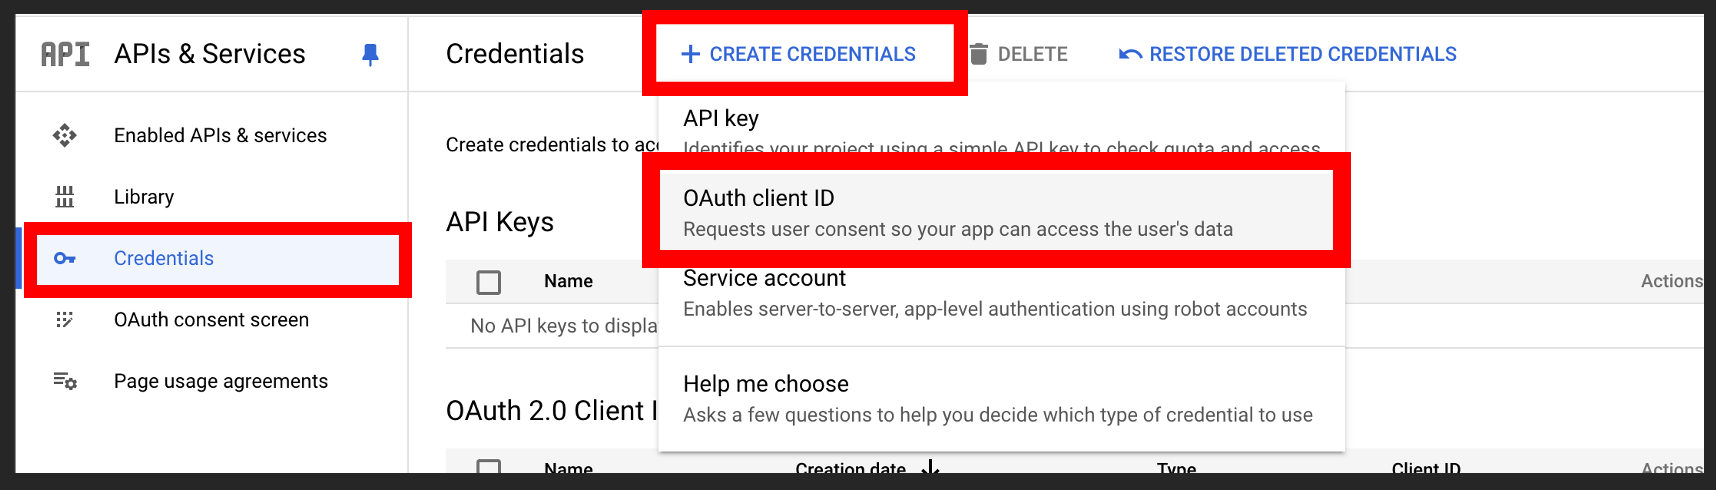 API APIs & Services
Enabled APIs & services
Library
Credentials
OAuth consent screen
Page usage agreements
Credentials
CREATE CREDENTIALS
DELETE
RESTORE DELETED CREDENTIALS
Create credentials to acc
API key
Identifies your project using a simple API key to check quota and access
OAuth client ID
Requests user consent so your app can access the user's data
Service account
Enables server-to-server, app-level authentication using robot accounts
Help me choose
Asks a few questions to help you decide which type of credential to use
API Keys
Name Actions
No API keys to displa
OAuth 2.0 Client I
Name Creation date Type Client ID Actions